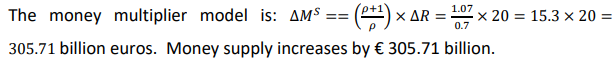 The money multiplier model is: ΔMˢ == (ρ+1/ρ) × ΔR = 1.07/0.7 × 20 = 15.3 × 20 =
305.71 billion euros. Money supply increases by € 305.71 billion.